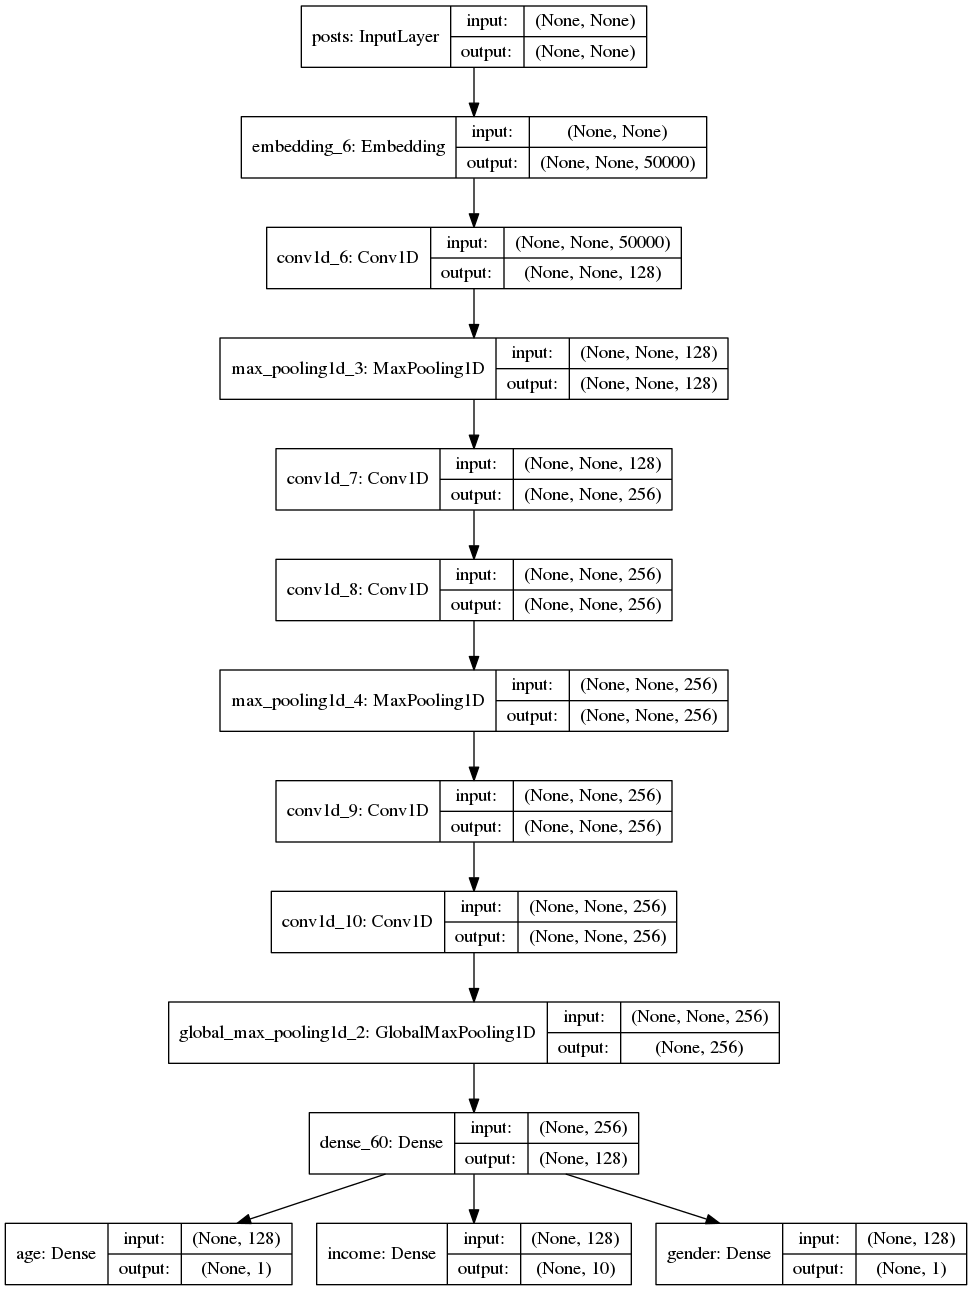 posts: InputLayer
input: (None, None)
output: (None, None)
embedding_6: Embedding
input: (None, None)
output: (None, None, 50000)
conv1d_6: Conv1D
input: (None, None, 50000)
output: (None, None, 128)
max_pooling1d_3: MaxPooling1D
input: (None, None, 128)
output: (None, None, 128)
conv1d_7: Conv1D
input: (None, None, 128)
output: (None, None, 256)
conv1d_8: Conv1D
input: (None, None, 256)
output: (None, None, 256)
max_pooling1d_4: MaxPooling1D
input: (None, None, 256)
output: (None, None, 256)
conv1d_9: Conv1D
input: (None, None, 256)
output: (None, None, 256)
conv1d_10: Conv1D
input: (None, None, 256)
output: (None, None, 256)
global_max_pooling1d_2: GlobalMaxPooling1D
input: (None, None, 256)
output: (None, 256)
dense_60: Dense
input: (None, 256)
output: (None, 128)
age: Dense
input: (None, 128)
output: (None, 1)
income: Dense
input: (None, 128)
output: (None, 10)
gender: Dense
input: (None, 128)
output: (None, 1)